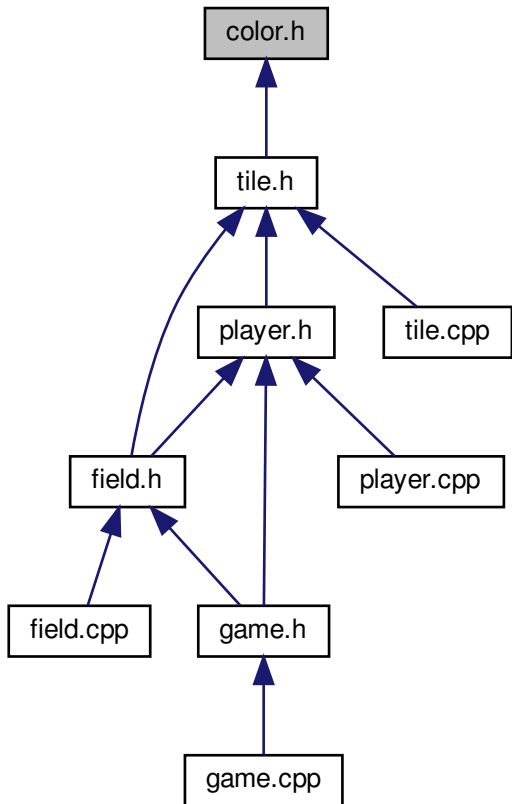 color.h
tile.h
player.h
tile.cpp
field.h
player.cpp
field.cpp
game.h
game.cpp